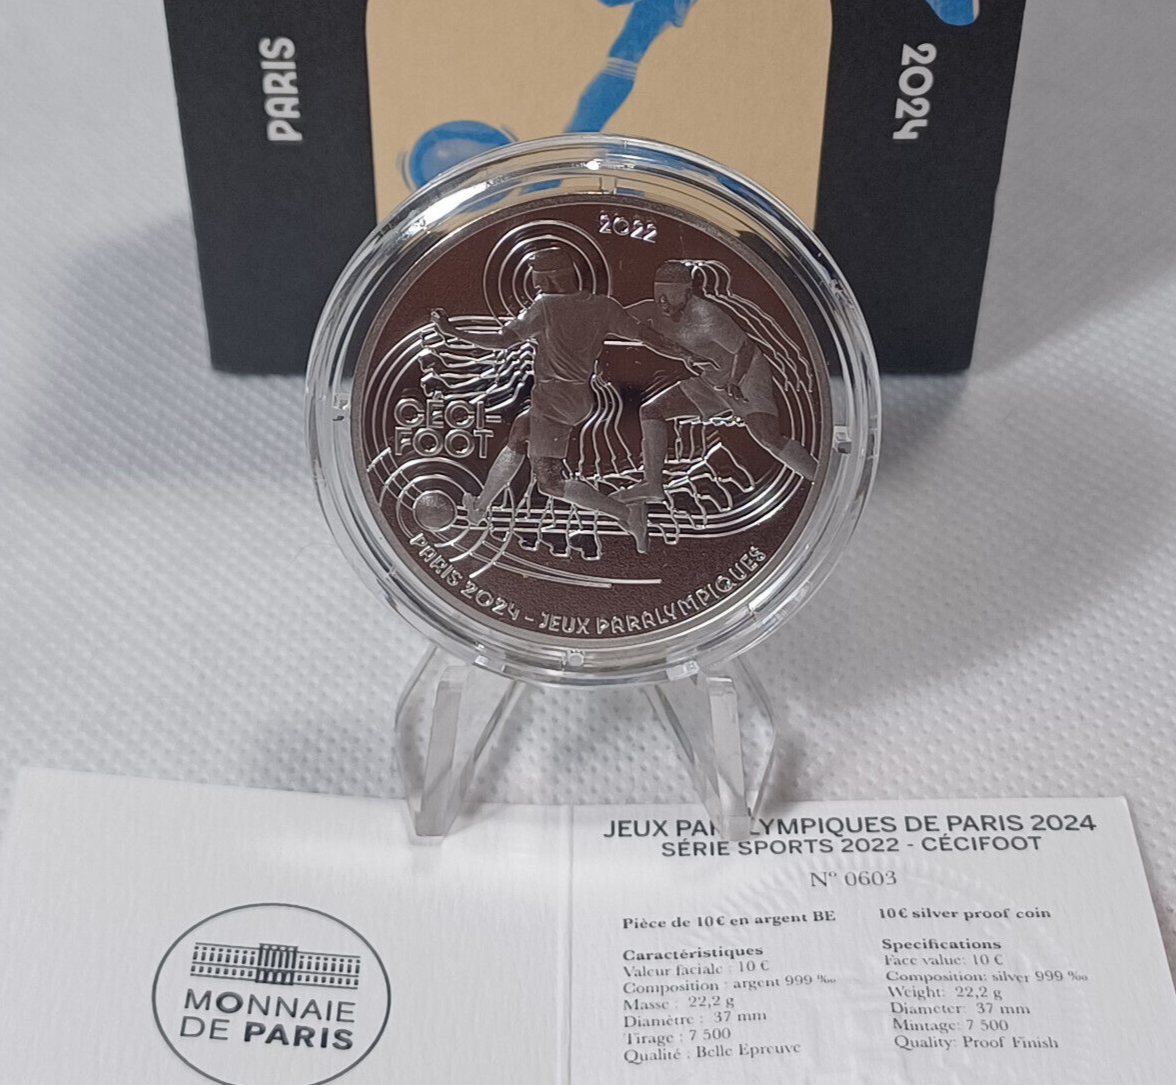 PARIS
2024
2022
CÉCI-
FOOT
PARIS 2024 - JEUX PARALYMPIQUES
JEUX PAR LYMPIQUES DE PARIS 2024
SÉRIE SPORTS 2022 - CÉCIFOOT
Nº 0603
Pièce de 10€ en argent BE
Caractéristiques
Valeur faciale : 10 €
Composition : argent 999 ‰
Masse : 22,2 g
Diamètre : 37 mm
Tirage : 7 500
Qualité : Belle Epreuve
10€ silver proof coin
Specifications
Face value: 10 €
Composition: silver 999 ‰
Weight: 22,2 g
Diameter: 37 mm
Mintage: 7 500
Quality: Proof Finish
MONNAIE
DE PARIS